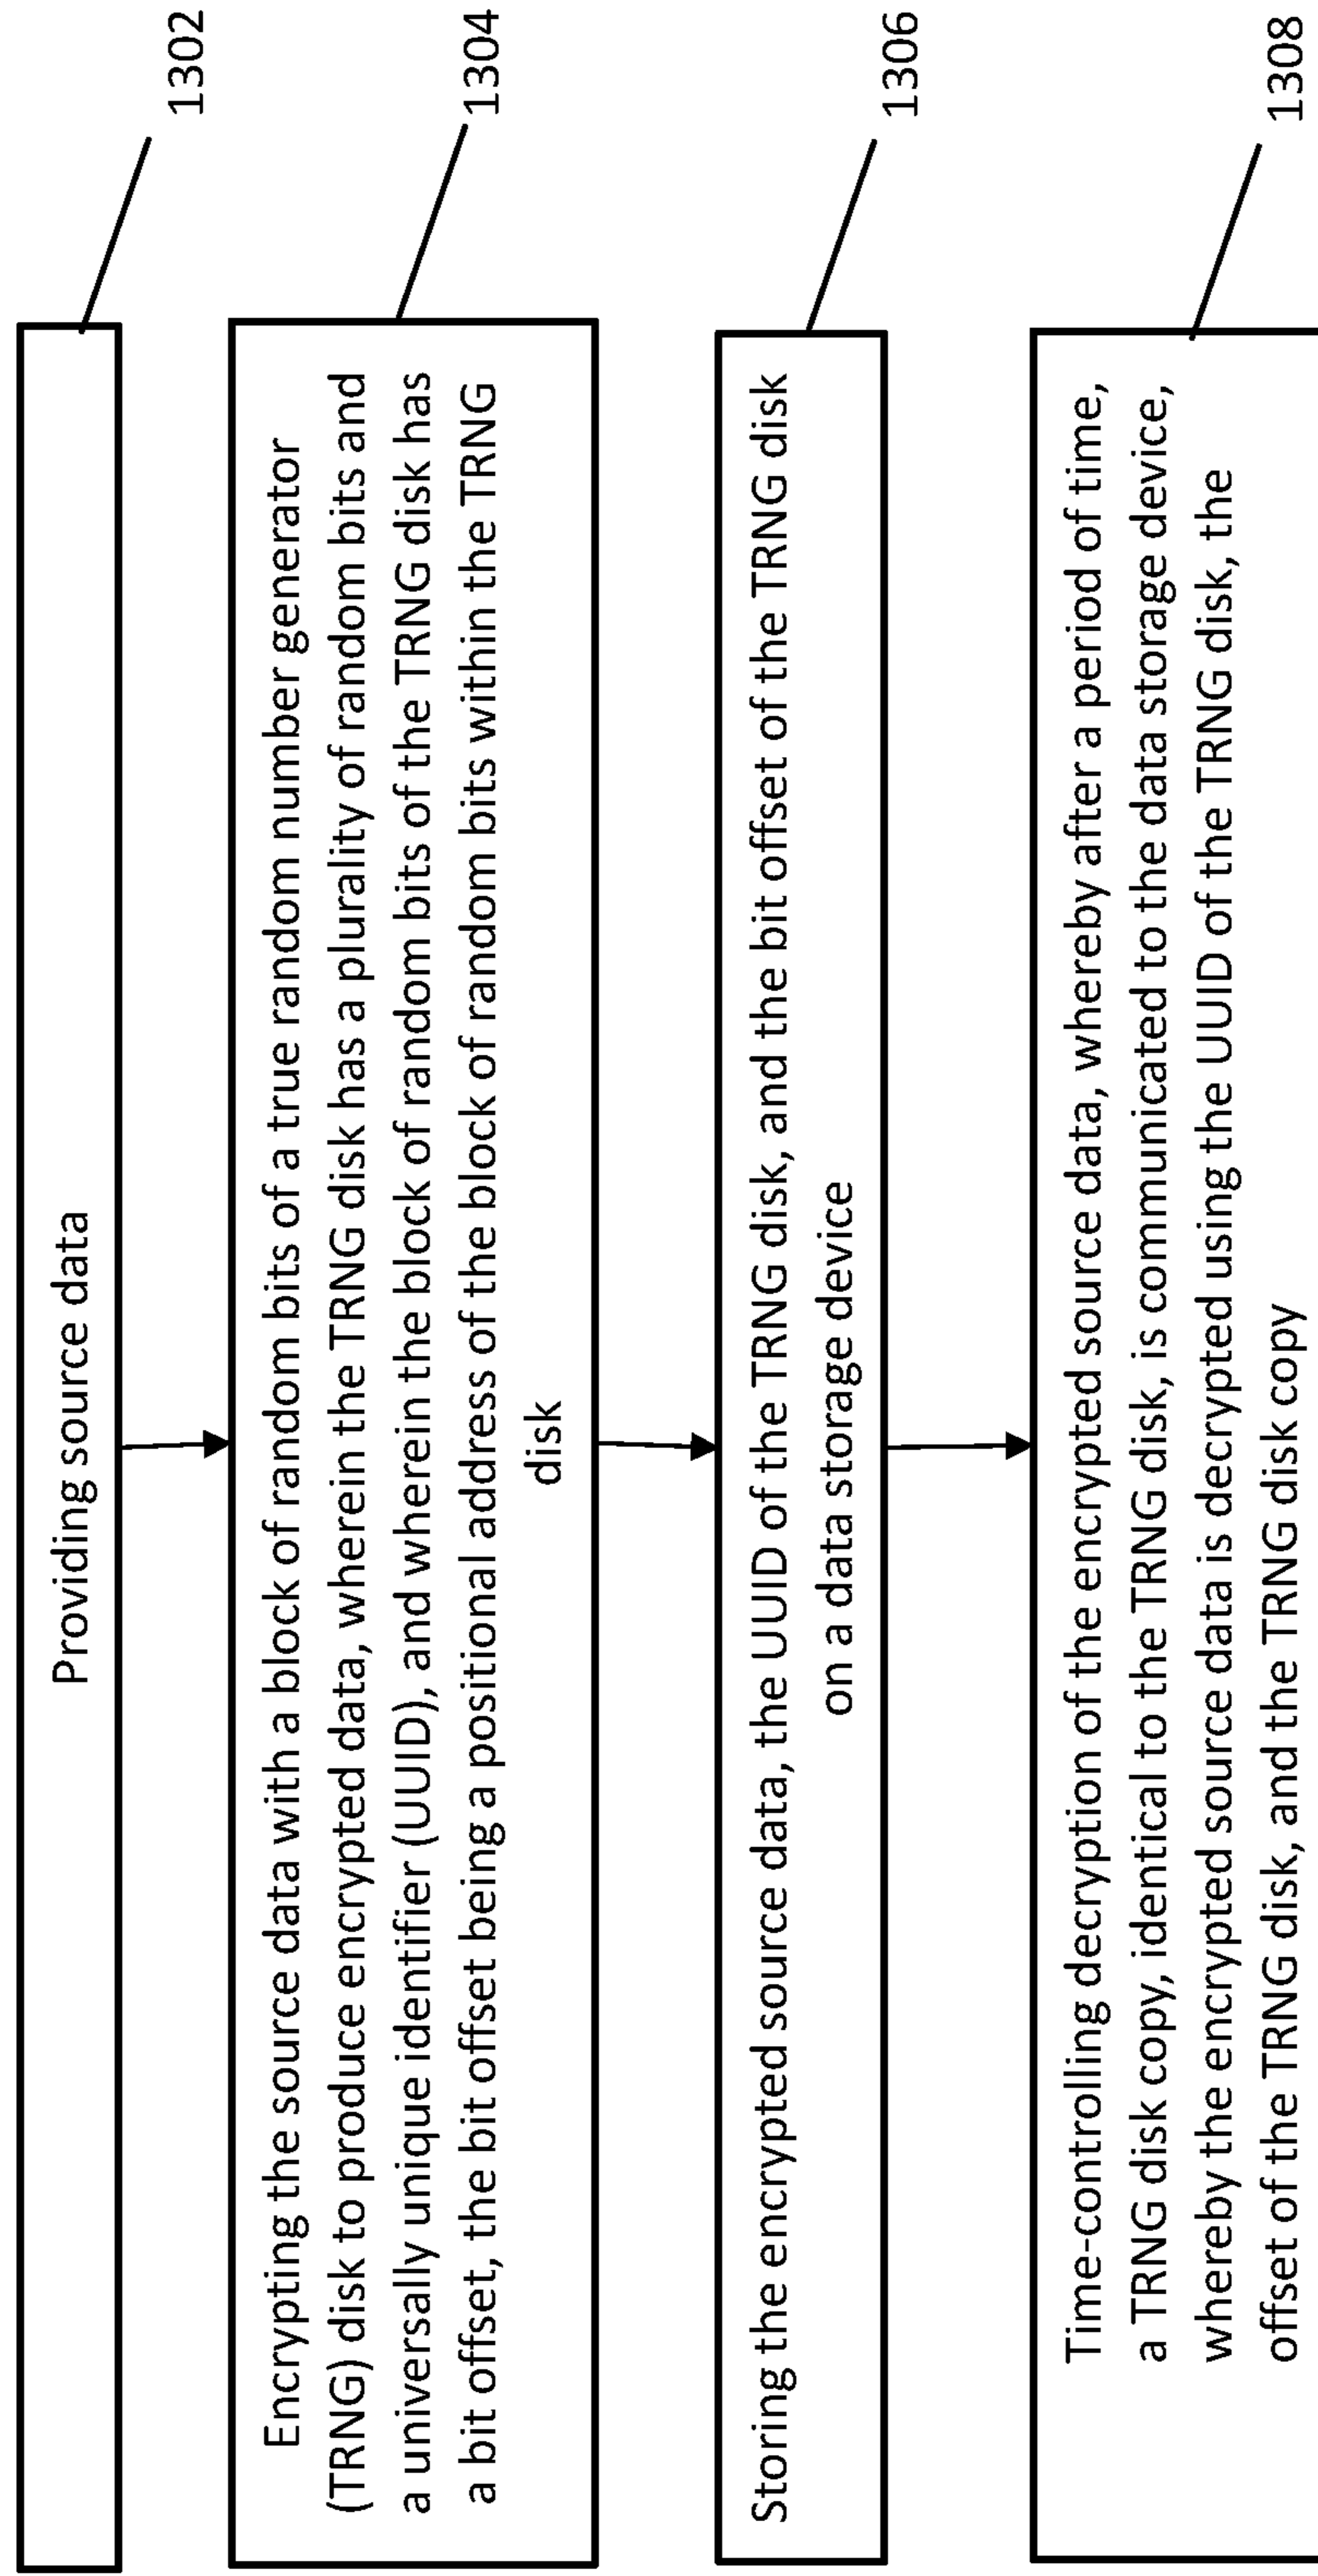 Providing source data
1302
Encrypting the source data with a block of random bits of a true random number generator
(TRNG) disk to produce encrypted data, wherein the TRNG disk has a plurality of random bits and
a universally unique identifier (UUID), and wherein the block of random bits of the TRNG disk has
a bit offset, the bit offset being a positional address of the block of random bits within the TRNG
disk
1304
Storing the encrypted source data, the UUID of the TRNG disk, and the bit offset of the TRNG disk
on a data storage device
1306
Time-controlling decryption of the encrypted source data, whereby after a period of time,
a TRNG disk copy, identical to the TRNG disk, is communicated to the data storage device,
whereby the encrypted source data is decrypted using the UUID of the TRNG disk, the
offset of the TRNG disk, and the TRNG disk copy
1308